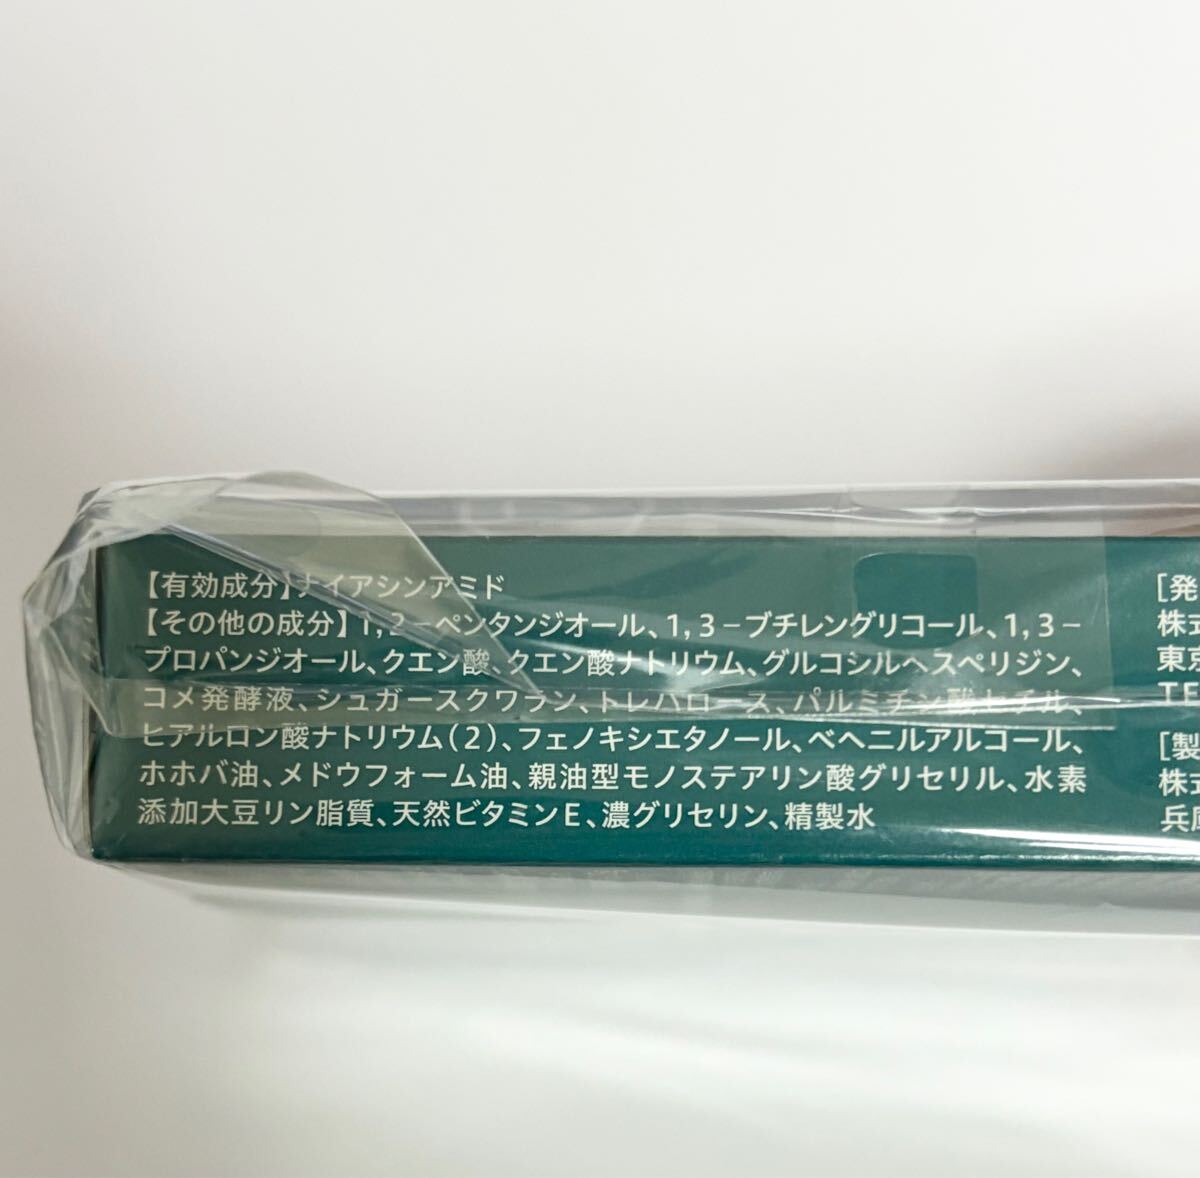 【有効成分】ナイアシンアミド
【その他の成分】1,2－ペンタンジオール、1,3－ブチレングリコール、1,3－
プロパンジオール、クエン酸、クエン酸ナトリウム、グルコシルヘスペリジン、
コメ発酵液、シュガースクワラン、トレハロース、パルミチン酸セチル、
ヒアルロン酸ナトリウム(2)、フェノキシエタノール、ベヘニルアルコール、
ホホバ油、メドウフォーム油、親油型モノステアリン酸グリセリル、水素
添加大豆リン脂質、天然ビタミンE、濃グリセリン、精製水
[発
株式
東京
TE
[製
株式
兵庫